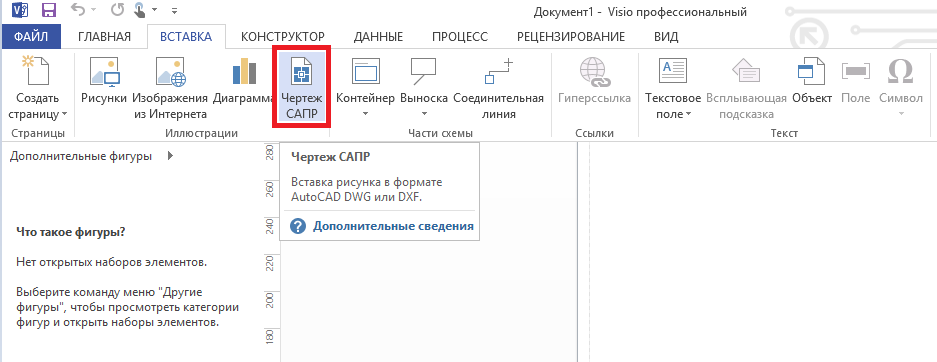 Документ1 - Visio профессиональный
ФАЙЛ ГЛАВНАЯ ВСТАВКА КОНСТРУКТОР ДАННЫЕ ПРОЦЕСС РЕЦЕНЗИРОВАНИЕ ВИД
Создать страницу
Рисунки
Изображения из Интернета
Диаграмма
Чертеж САПР
Контейнер
Выноска
Соединительная линия
Гиперссылка
Текстовое поле
Всплывающая подсказка
Объект
Поле
Символ
Страницы
Иллюстрации
Части схемы
Ссылки
Текст
Дополнительные фигуры
Чертеж САПР
Вставка рисунка в формате
AutoCAD DWG или DXF.
Дополнительные сведения
Что такое фигуры?
Нет открытых наборов элементов.
Выберите команду меню "Другие
фигуры", чтобы просмотреть категории
фигур и открыть наборы элементов.
280
260
240
220
200
180